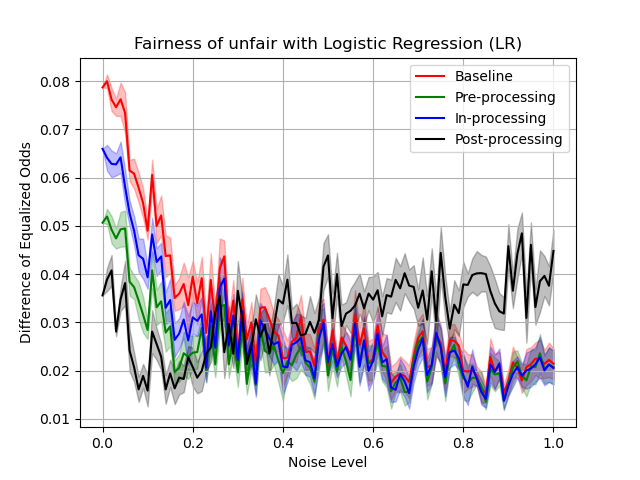 Fairness of unfair with Logistic Regression (LR)
Difference of Equalized Odds
0.08
0.07
0.06
0.05
0.04
0.03
0.02
0.01
Baseline
Pre-processing
In-processing
Post-processing
0.0 0.2 0.4 0.6 0.8 1.0
Noise Level